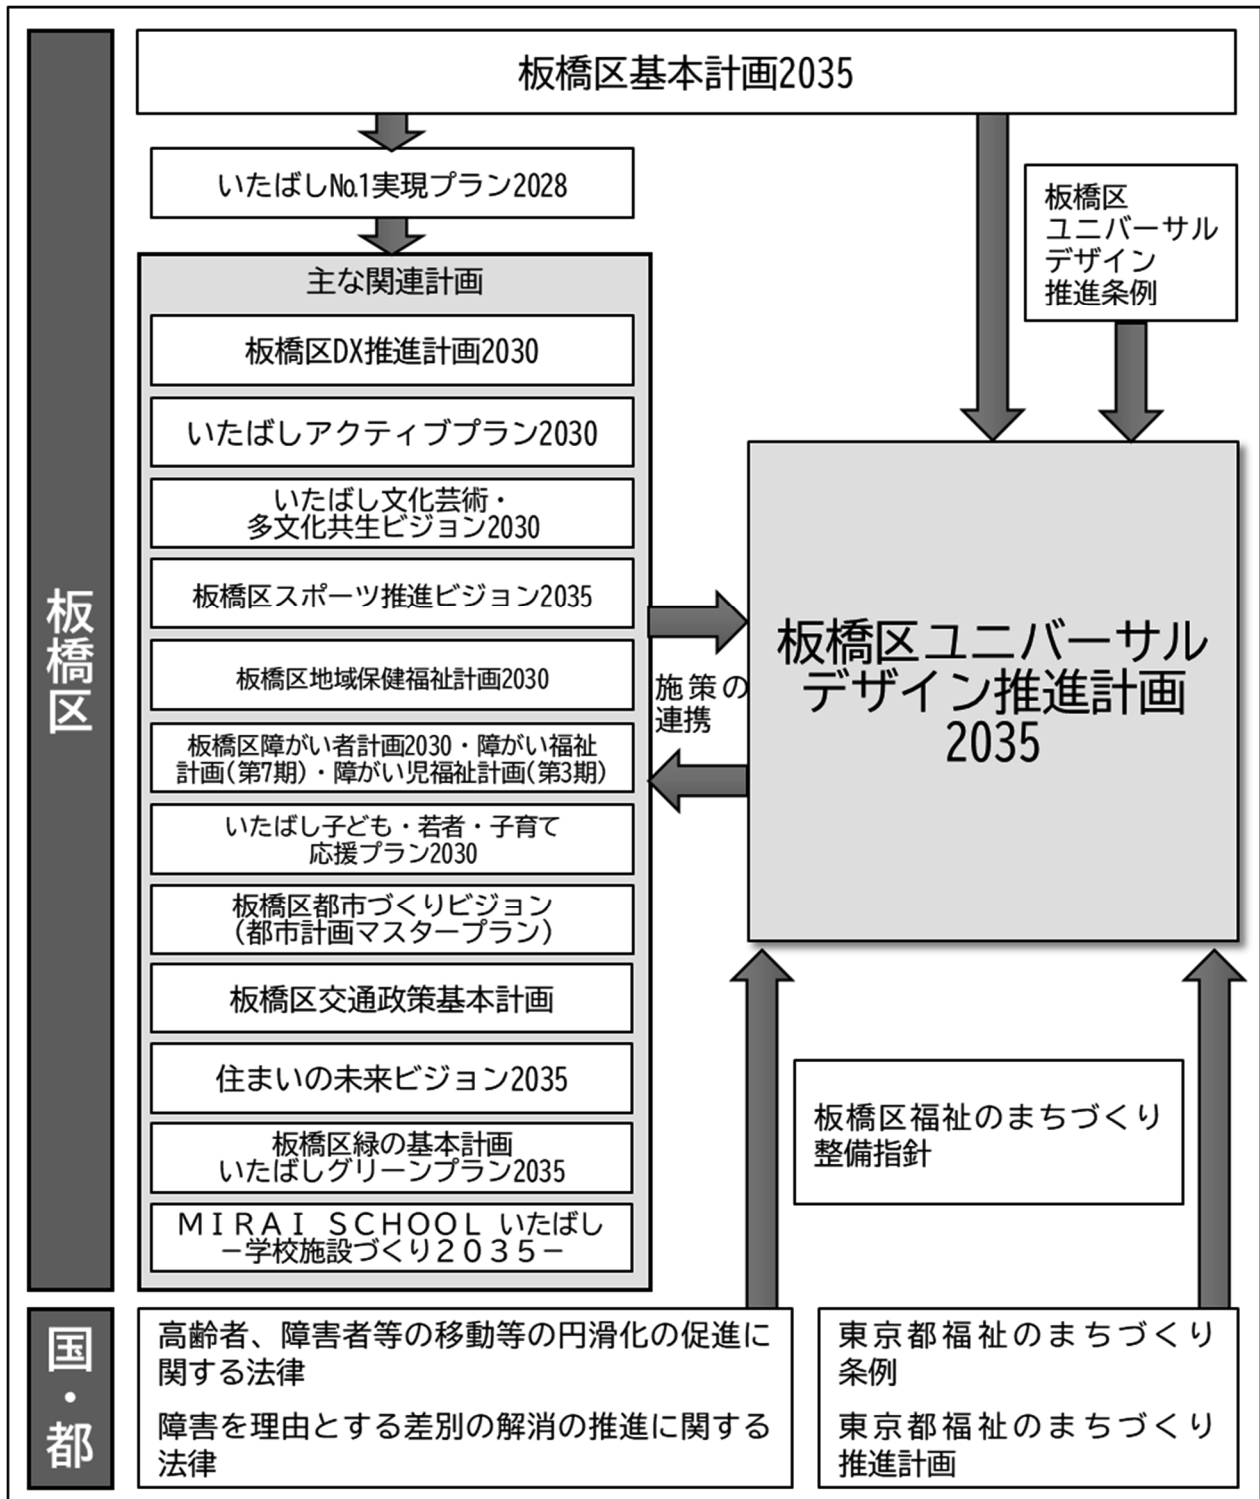 板橋区基本計画2035
いたばし№1実現プラン2028
板橋区
ユニバーサル
デザイン
推進条例
主な関連計画
板橋区DX推進計画2030
いたばしアクティブプラン2030
いたばし文化芸術・
多文化共生ビジョン2030
板橋区スポーツ推進ビジョン2035
板橋区地域保健福祉計画2030
板橋区障がい者計画2030・障がい福祉
計画(第7期)・障がい児福祉計画(第3期)
いたばし子ども・若者・子育て
応援プラン2030
板橋区都市づくりビジョン
(都市計画マスタープラン)
板橋区交通政策基本計画
住まいの未来ビジョン2035
板橋区緑の基本計画
いたばしグリーンプラン2035
ＭＩＲＡＩ　ＳＣＨＯＯＬ いたばし
－学校施設づくり２０３５－
施策の
連携
板橋区ユニバーサル
デザイン推進計画
2035
板橋区福祉のまちづくり
整備指針
板橋区
国・都
高齢者、障害者等の移動等の円滑化の促進に
関する法律
障害を理由とする差別の解消の推進に関する
法律
東京都福祉のまちづくり
条例
東京都福祉のまちづくり
推進計画